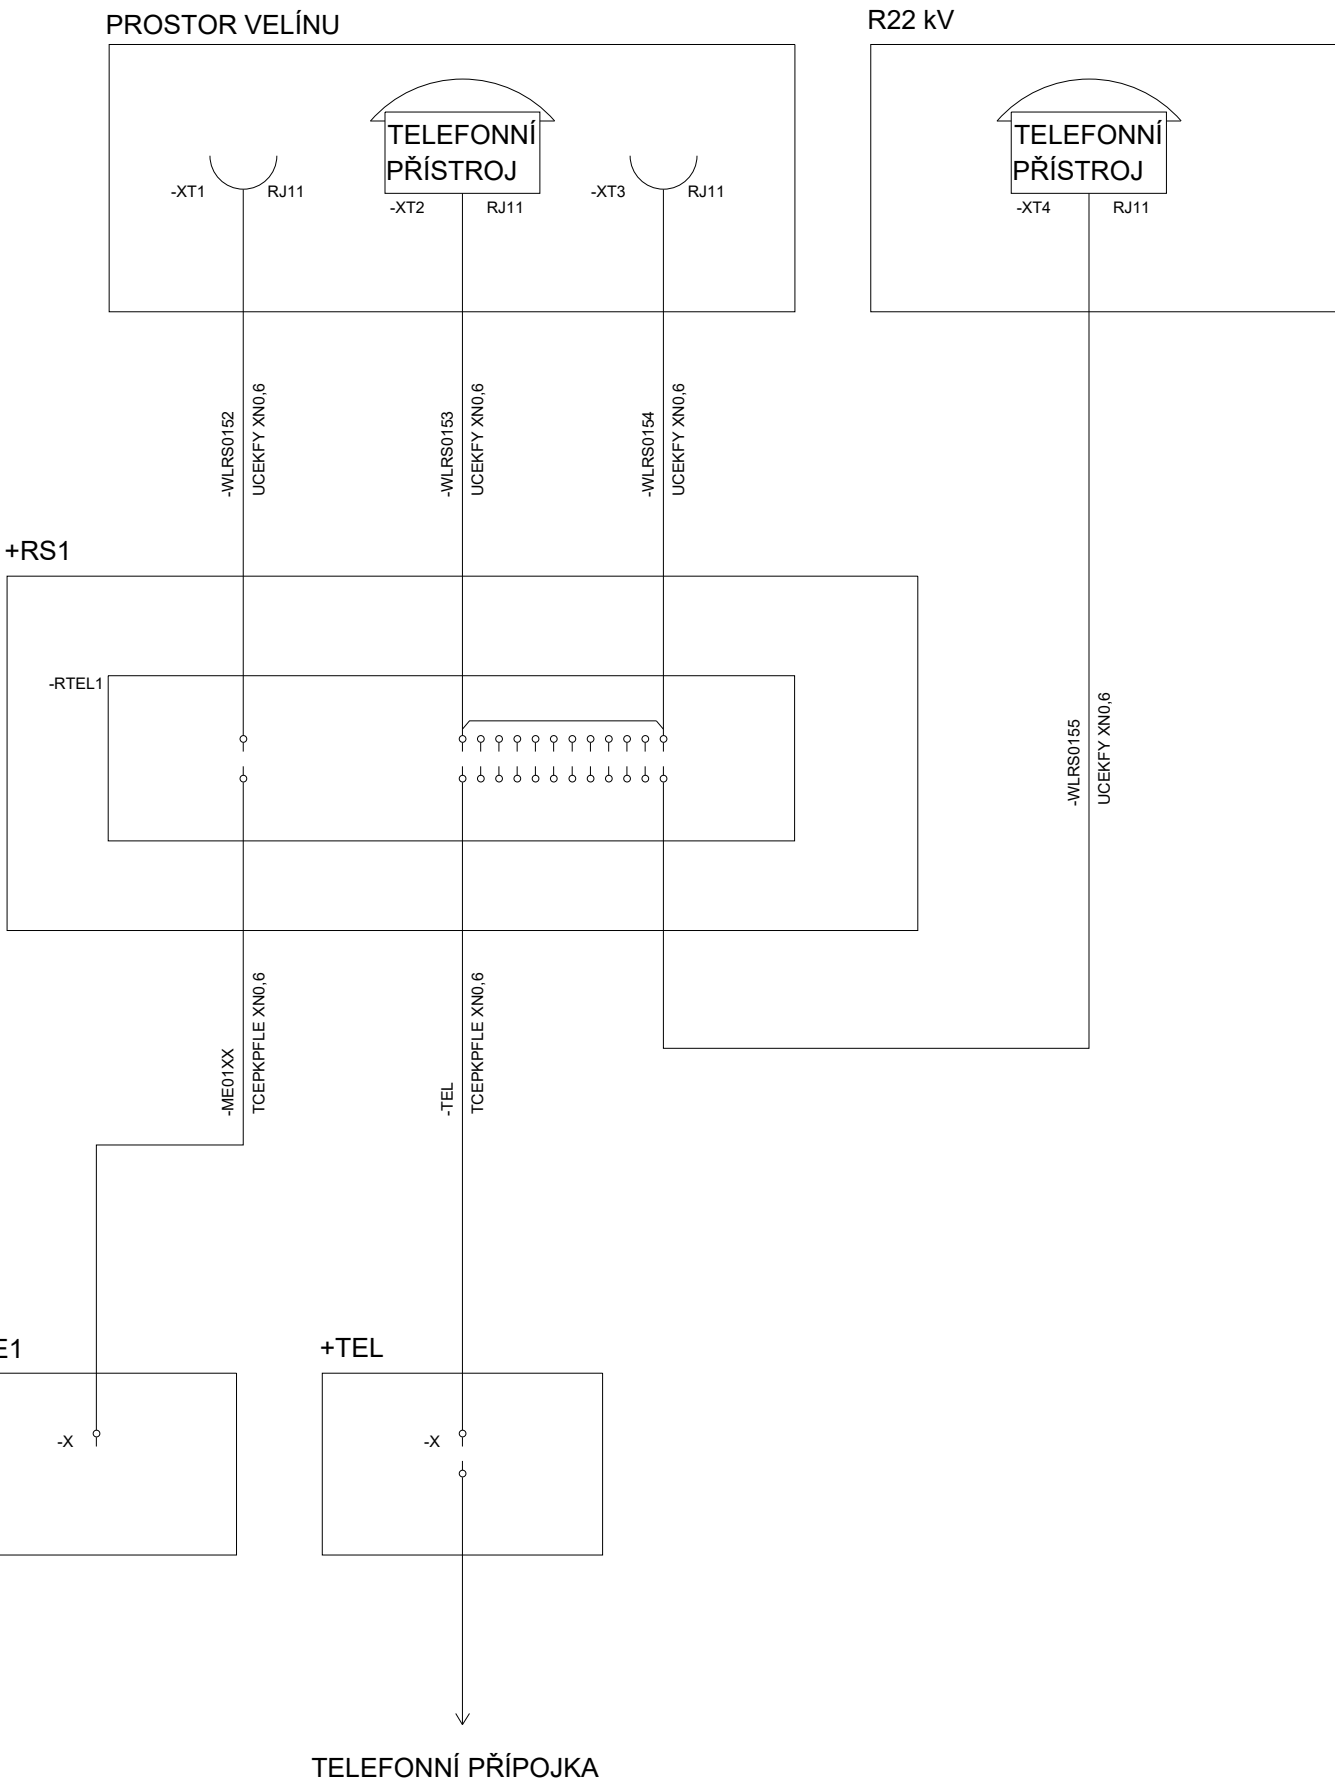 PROSTOR VELÍNU
R22 kV
TELEFONNÍ
PŘÍSTROJ
TELEFONNÍ
PŘÍSTROJ
-XT1
RJ11
-XT2
RJ11
-XT3
RJ11
-XT4
RJ11
-WLRS0152
UCEKFY XN0,6
-WLRS0153
UCEKFY XN0,6
-WLRS0154
UCEKFY XN0,6
+RS1
-RTEL1
-WLRS0155
UCEKFY XN0,6
-ME01XX
TCEPKPFLE XN0,6
-TEL
TCEPKPFLE XN0,6
E1
+TEL
-X
-X
TELEFONNÍ PŘÍPOJKA